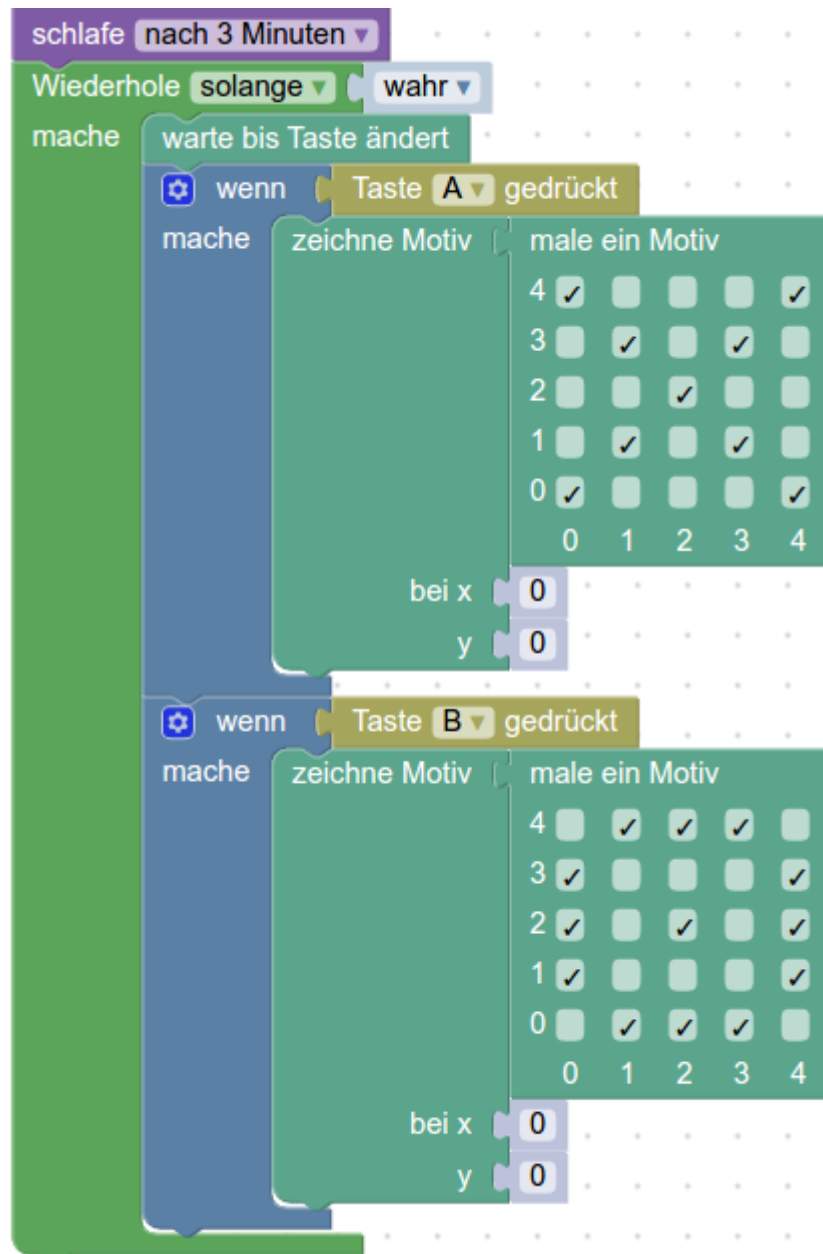 schlafe nach 3 Minuten
Wiederhole solange wahr
mache warte bis Taste ändert
wenn Taste A gedrückt
mache zeichne Motiv male ein Motiv
4
3
2
1
0
0 1 2 3 4
bei x 0
y 0
wenn Taste B gedrückt
mache zeichne Motiv male ein Motiv
4
3
2
1
0
0 1 2 3 4
bei x 0
y 0